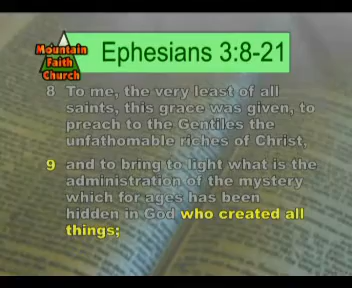 Mountain
Faith
Church
Ephesians 3:8-21
8 To me, the very least of all
saints, this grace was given, to
preach to the Gentiles the
unfathomable riches of Christ,
9 and to bring to light what is the
administration of the mystery
which for ages has been
hidden in God who created all
things;